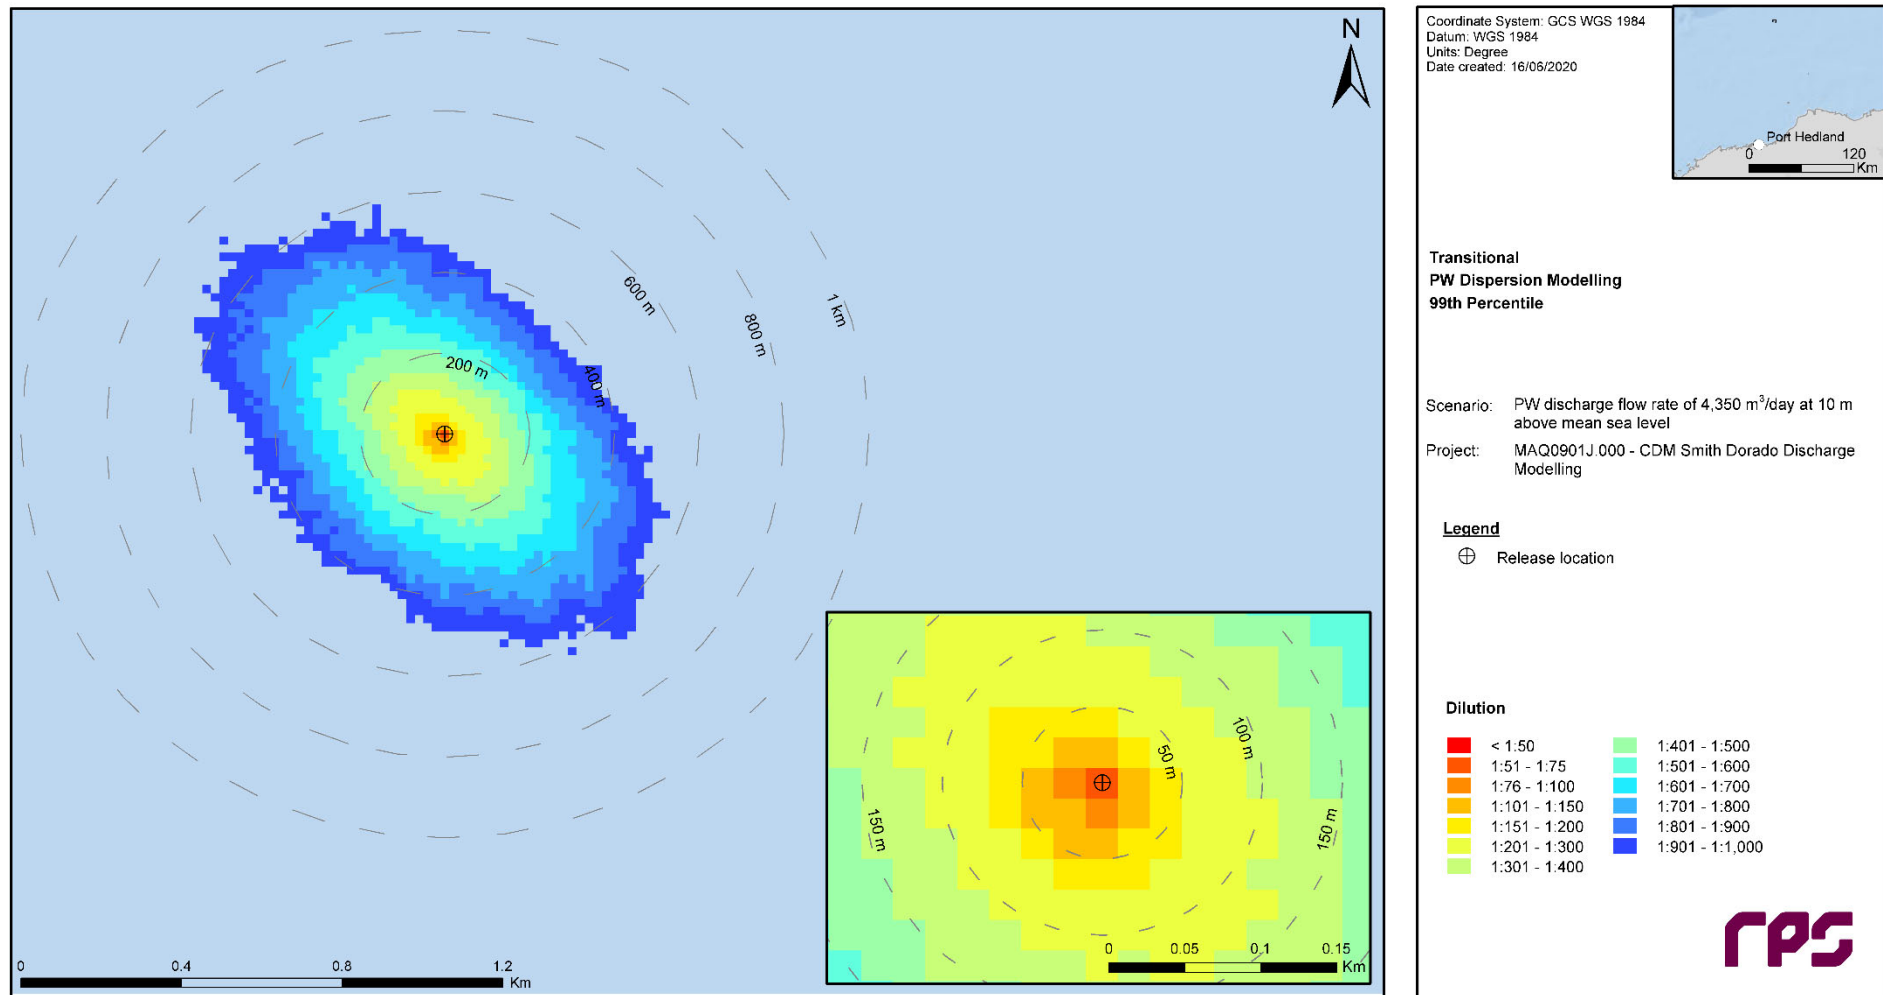 N
200 m
400 m
600 m
800 m
1 km
0 0.4 0.8 1.2
Km
50 m
100 m
150 m
150 m
0 0.05 0.1 0.15
Km
Coordinate System: GCS WGS 1984
Datum: WGS 1984
Units: Degree
Date created: 16/06/2020
Port Hedland
0 120
Km
Transitional
PW Dispersion Modelling
99th Percentile
Scenario: PW discharge flow rate of 4,350 m³/day at 10 m
above mean sea level
Project: MAQ0901J.000 - CDM Smith Dorado Discharge
Modelling
Legend
Release location
Dilution
< 1:50
1:51 - 1:75
1:76 - 1:100
1:101 - 1:150
1:151 - 1:200
1:201 - 1:300
1:301 - 1:400
1:401 - 1:500
1:501 - 1:600
1:601 - 1:700
1:701 - 1:800
1:801 - 1:900
1:901 - 1:1,000
rps